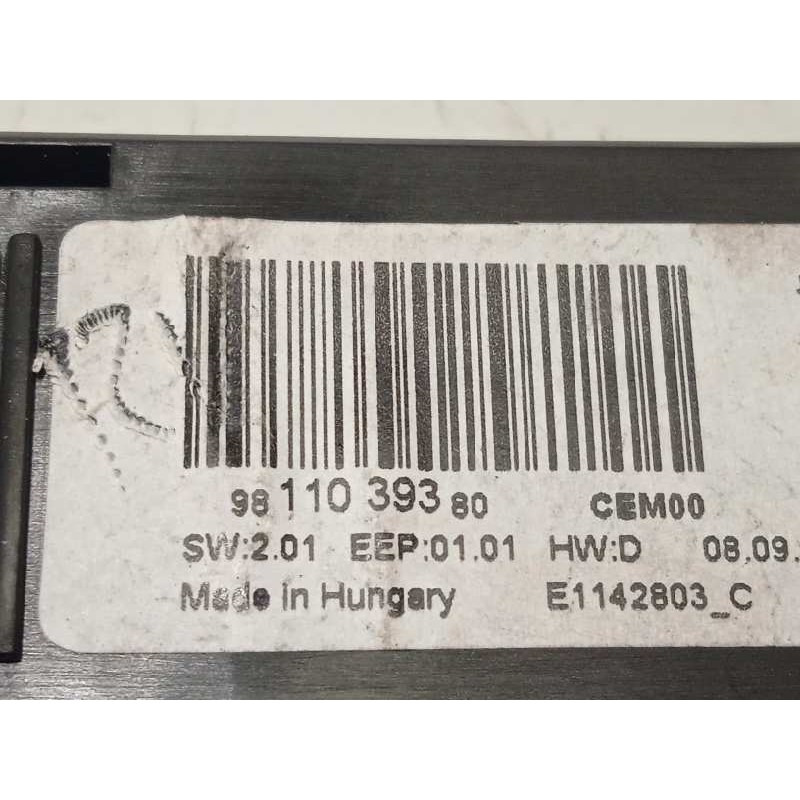 98 110 393 80 CEM00
SW:2.01 EEP:01.01 HW:D 08.09.
Made in Hungary E1142803_C